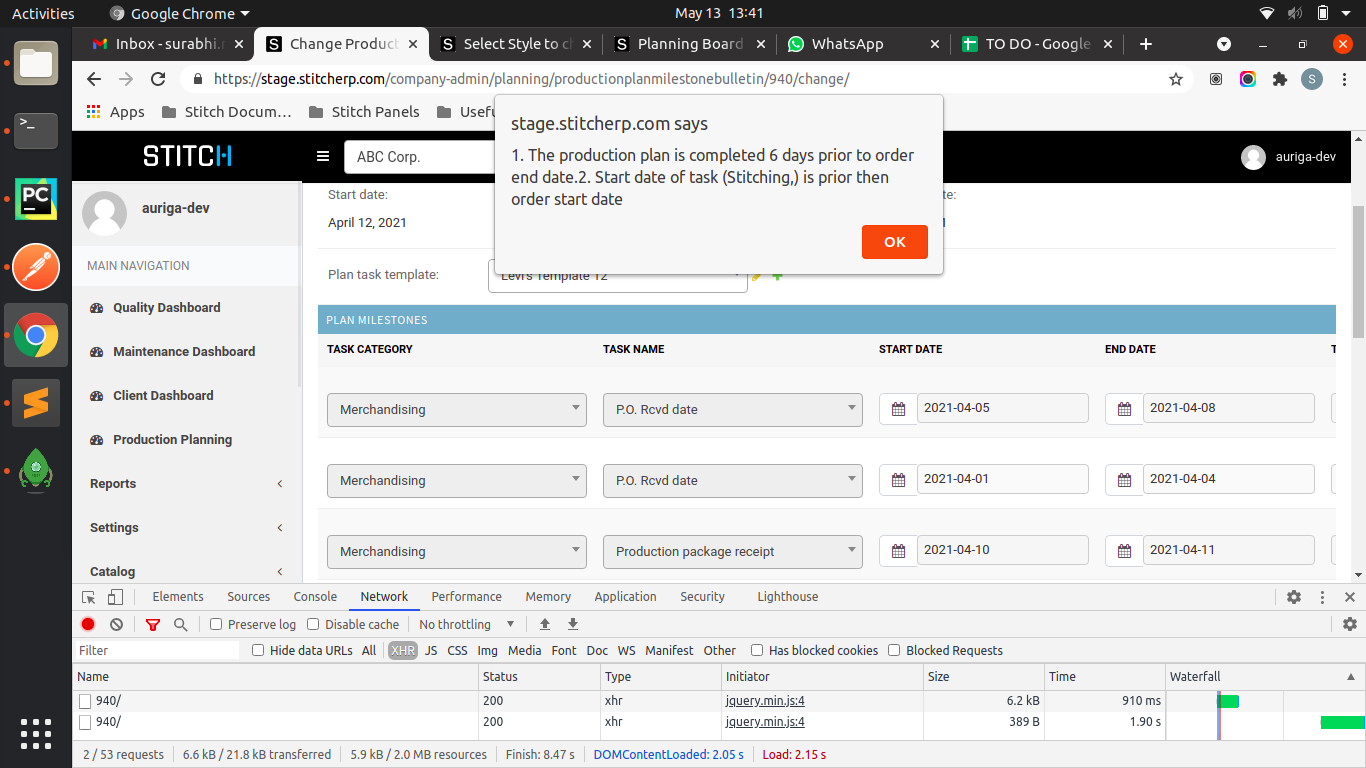 Activities
Google Chrome
May 13 13:41
Inbox - surabhi.
Change Product
Select Style to ch
Planning Board
WhatsApp
TO DO - Google
https://stage.stitcherp.com/company-admin/planning/productionplanmilestonebulletin/940/change/
S
Apps
Stitch Docum...
Stitch Panels
Usefu
stage.stitcherp.com says
1. The production plan is completed 6 days prior to order
end date.2. Start date of task (Stitching,) is prior then
order start date
OK
STITCH
ABC Corp.
auriga-dev
auriga-dev
MAIN NAVIGATION
Quality Dashboard
Maintenance Dashboard
Client Dashboard
Production Planning
Reports
Settings
Catalog
Start date:
te:
April 12, 2021
Plan task template:
Levi's Template 12
PLAN MILESTONES
TASK CATEGORY
TASK NAME
START DATE
END DATE
T
Merchandising
P.O. Rcvd date
2021-04-05
2021-04-08
Merchandising
P.O. Rcvd date
2021-04-01
2021-04-04
Merchandising
Production package receipt
2021-04-10
2021-04-11
Elements
Sources
Console
Network
Performance
Memory
Application
Security
Lighthouse
Preserve log
Disable cache
No throttling
Filter
Hide data URLs
All
XHR
JS
CSS
Img
Media
Font
Doc
WS
Manifest
Other
Has blocked cookies
Blocked Requests
Name
Status
Type
Initiator
Size
Time
Waterfall
940/
200
xhr
jquery.min.js:4
6.2 kB
910 ms
940/
200
xhr
jquery.min.js:4
389 B
1.90 s
2 / 53 requests
6.6 kB / 21.8 kB transferred
5.9 kB / 2.0 MB resources
Finish: 8.47 s
DOMContentLoaded: 2.05 s
Load: 2.15 s